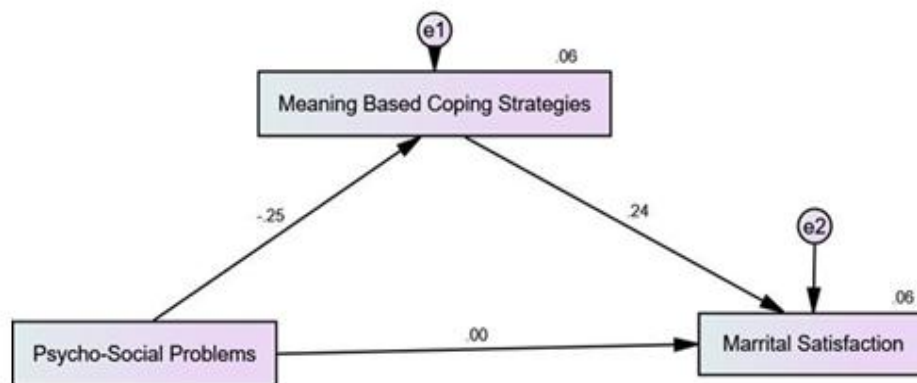 e1
.06
Meaning Based Coping Strategies
-.25
.24
e2
.06
Psycho-Social Problems
.00
Marrital Satisfaction